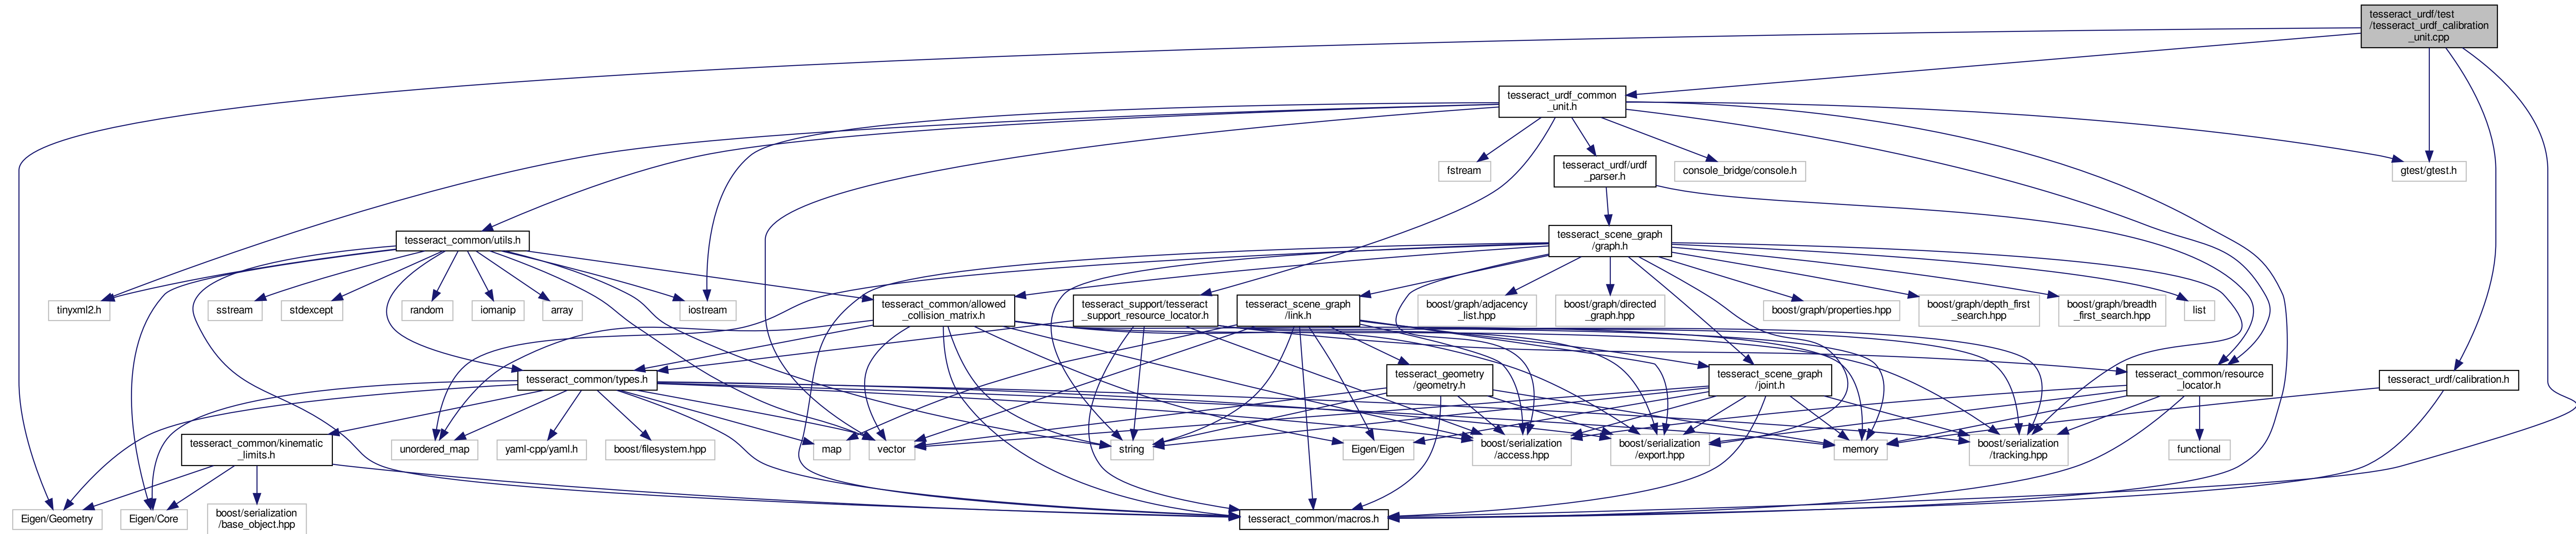 tesseract_urdf/test
/tesseract_urdf_calibration
_unit.cpp
tesseract_urdf_common
_unit.h
fstream
tesseract_urdf/urdf
_parser.h
console_bridge/console.h
gtest/gtest.h
tesseract_common/utils.h
tesseract_scene_graph
/graph.h
tinyxml2.h
sstream
stdexcept
random
iomanip
array
iostream
tesseract_common/allowed
_collision_matrix.h
tesseract_support/tesseract
_support_resource_locator.h
tesseract_scene_graph
/link.h
boost/graph/adjacency
_list.hpp
boost/graph/directed
_graph.hpp
boost/graph/properties.hpp
boost/graph/depth_first
_search.hpp
boost/graph/breadth
_first_search.hpp
list
tesseract_common/types.h
tesseract_geometry
/geometry.h
tesseract_scene_graph
/joint.h
tesseract_common/resource
_locator.h
tesseract_urdf/calibration.h
tesseract_common/kinematic
_limits.h
unordered_map
yaml-cpp/yaml.h
boost/filesystem.hpp
map
vector
string
Eigen/Eigen
boost/serialization
/access.hpp
boost/serialization
/export.hpp
memory
boost/serialization
/tracking.hpp
functional
Eigen/Geometry
Eigen/Core
boost/serialization
/base_object.hpp
tesseract_common/macros.h